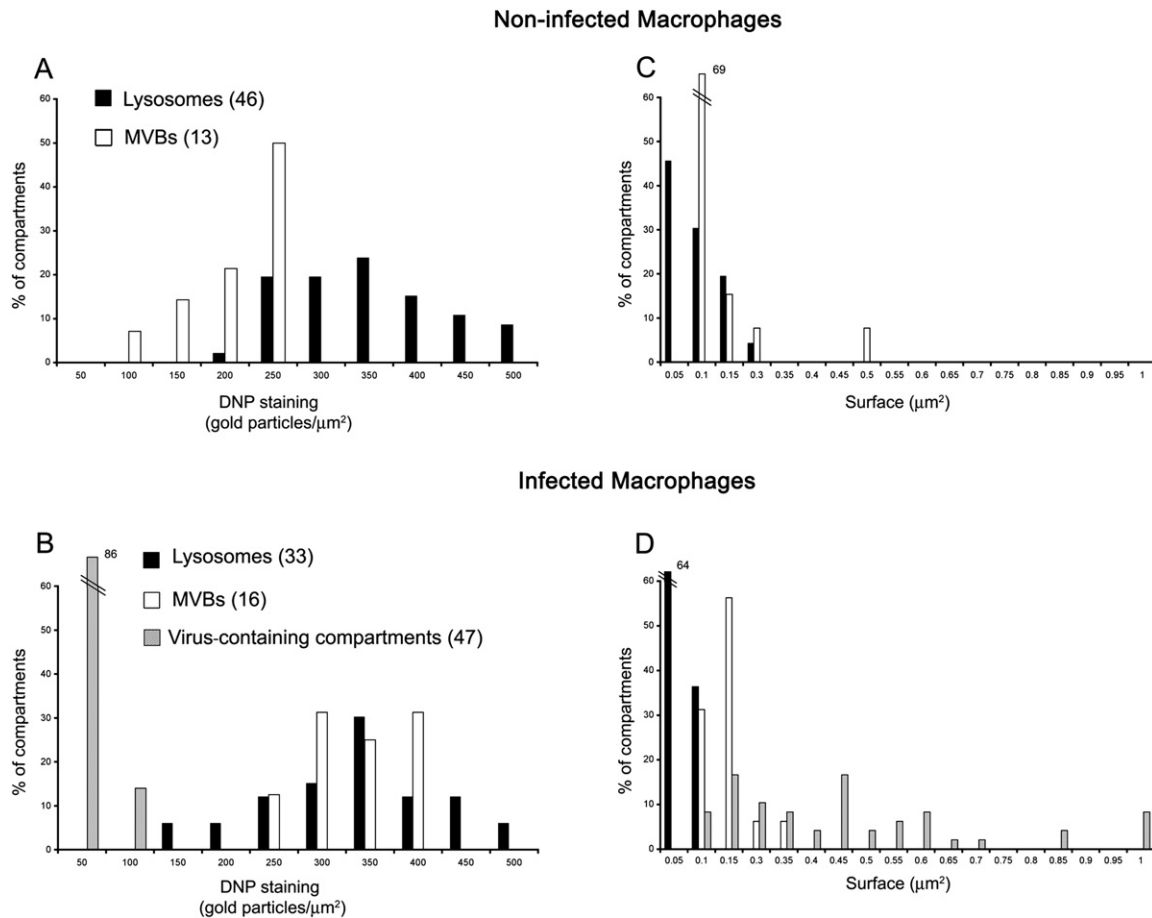 Non-infected Macrophages
A
Lysosomes (46)
MVBs (13)
% of compartments
60
50
40
30
20
10
0
50 100 150 200 250 300 350 400 450 500
DNP staining
(gold particles/μm²)
C
69
% of compartments
60
50
40
30
20
10
0
0.05 0.1 0.15 0.3 0.35 0.4 0.45 0.5 0.55 0.6 0.65 0.7 0.75 0.8 0.85 0.9 0.95 1
Surface (μm²)
Infected Macrophages
B
86
Lysosomes (33)
MVBs (16)
Virus-containing compartments (47)
% of compartments
60
50
40
30
20
10
0
50 100 150 200 250 300 350 400 450 500
DNP staining
(gold particles/μm²)
D
64
% of compartments
60
50
40
30
20
10
0
0.05 0.1 0.15 0.3 0.35 0.4 0.45 0.5 0.55 0.6 0.65 0.7 0.75 0.8 0.85 0.9 0.95 1
Surface (μm²)